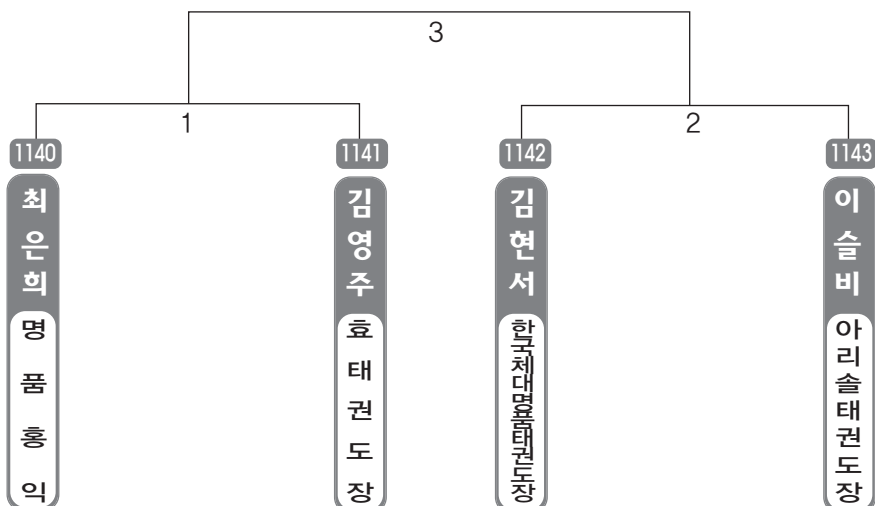 3
1
2
1140
1141
1142
1143
최은희
김영주
김현서
이슬비
명품홍익
효태권도장
한국체대명품태권도장
아리솔태권도장